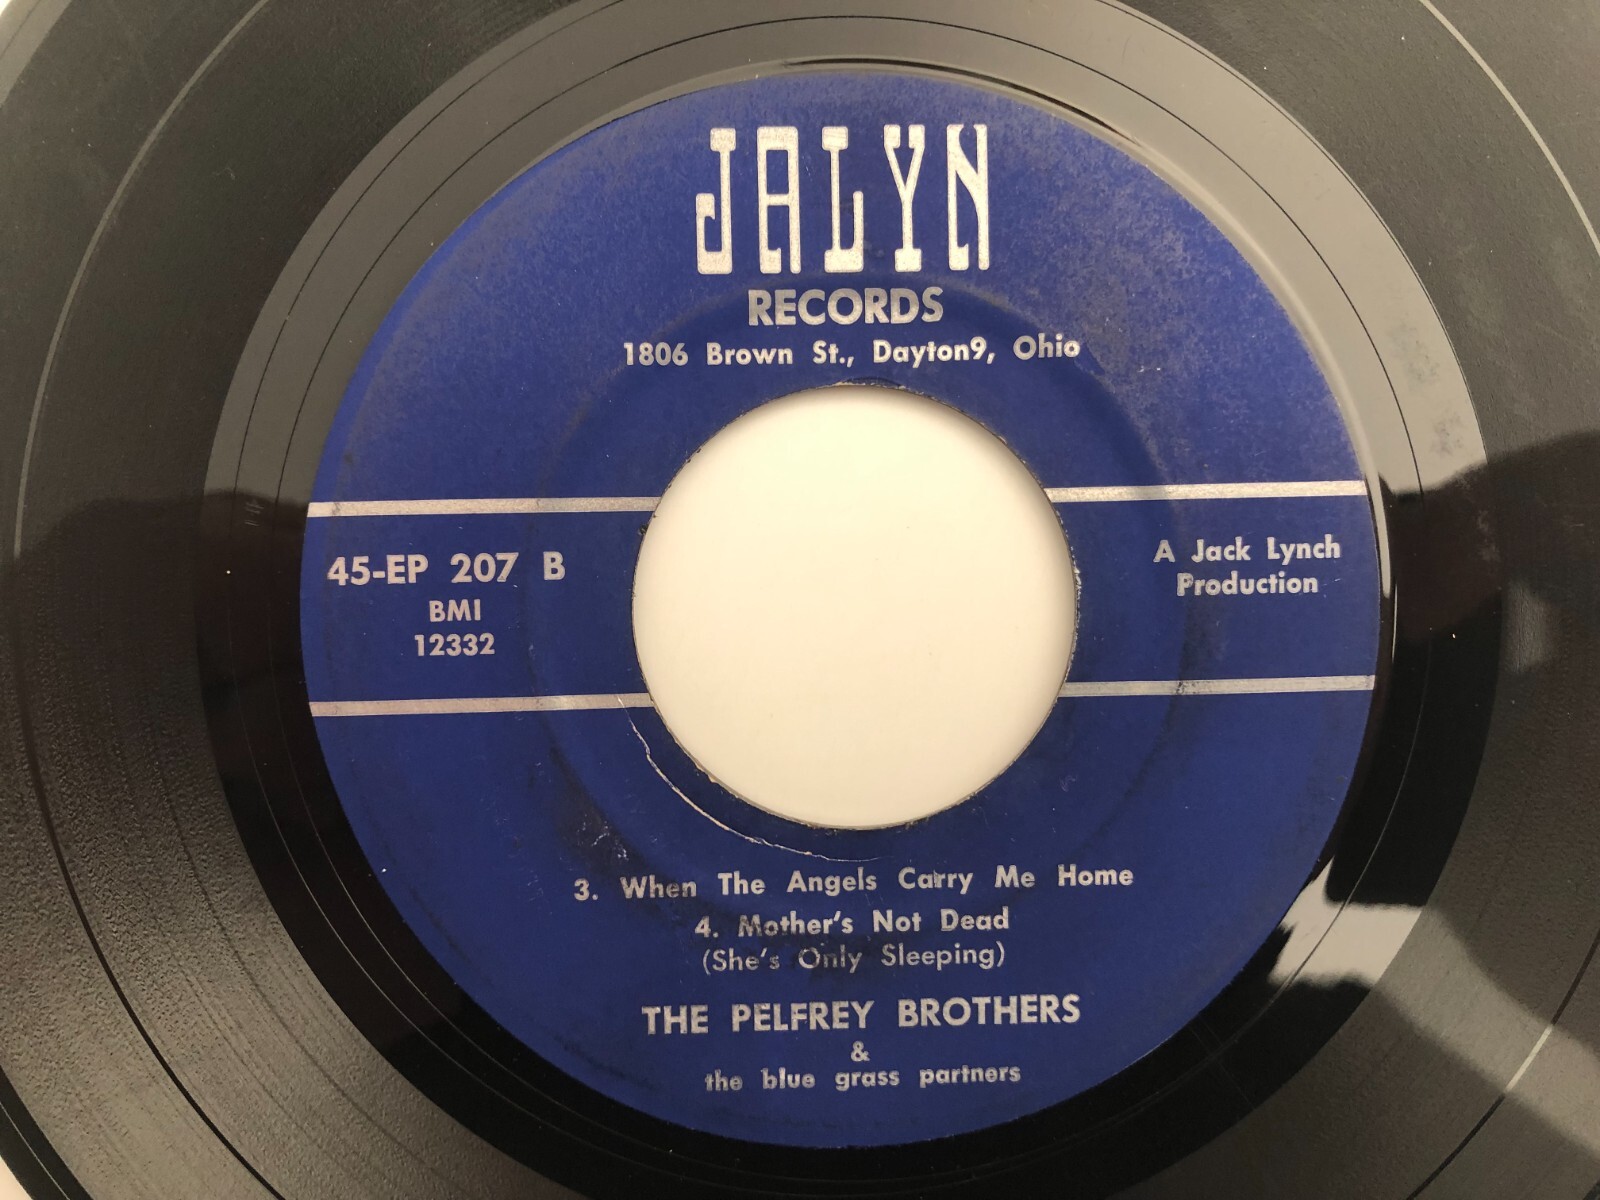 JALYN
RECORDS
1806 Brown St., Dayton9, Ohio
45-EP 207 B
BMI
12332
A Jack Lynch
Production
3. When The Angels Carry Me Home
4. Mother's Not Dead
(She's Only Sleeping)
THE PELFREY BROTHERS
&
the blue grass partners